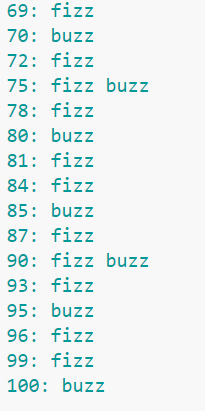 69: fizz
70: buzz
72: fizz
75: fizz buzz
78: fizz
80: buzz
81: fizz
84: fizz
85: buzz
87: fizz
90: fizz buzz
93: fizz
95: buzz
96: fizz
99: fizz
100: buzz